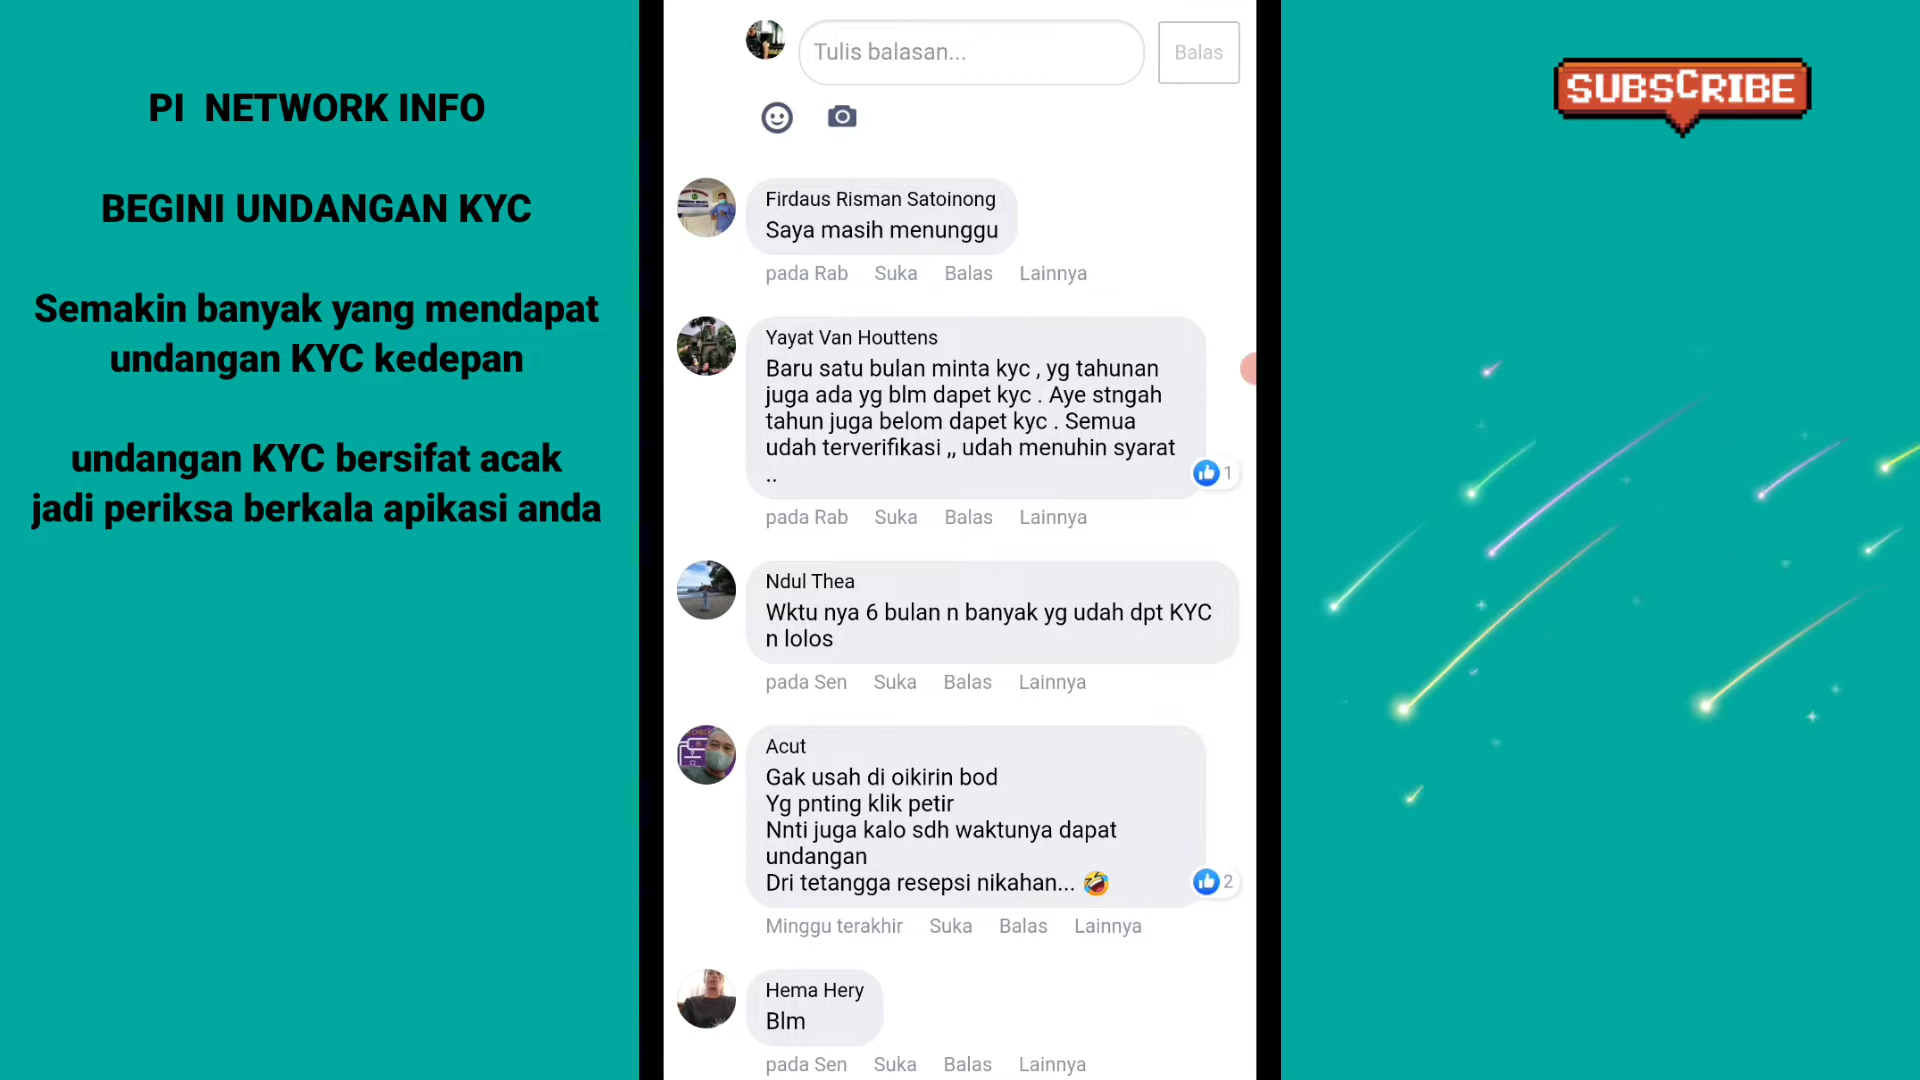 PI NETWORK INFO
BEGINI UNDANGAN KYC
Semakin banyak yang mendapat
undangan KYC kedepan
undangan KYC bersifat acak
jadi periksa berkala apikasi anda
Tulis balasan...
Balas
Firdaus Risman Satoinong
Saya masih menunggu
pada Rab Suka Balas Lainnya
Yayat Van Houttens
Baru satu bulan minta kyc , yg tahunan
juga ada yg blm dapet kyc . Aye stngah
tahun juga belom dapet kyc . Semua
udah terverifikasi ,, udah menuhin syarat
..
1
pada Rab Suka Balas Lainnya
Ndul Thea
Wktu nya 6 bulan n banyak yg udah dpt KYC
n lolos
pada Sen Suka Balas Lainnya
Acut
Gak usah di oikirin bod
Yg pnting klik petir
Nnti juga kalo sdh waktunya dapat
undangan
Dri tetangga resepsi nikahan... 🤣
2
Minggu terakhir Suka Balas Lainnya
Hema Hery
Blm
pada Sen Suka Balas Lainnya
SUBSCRIBE